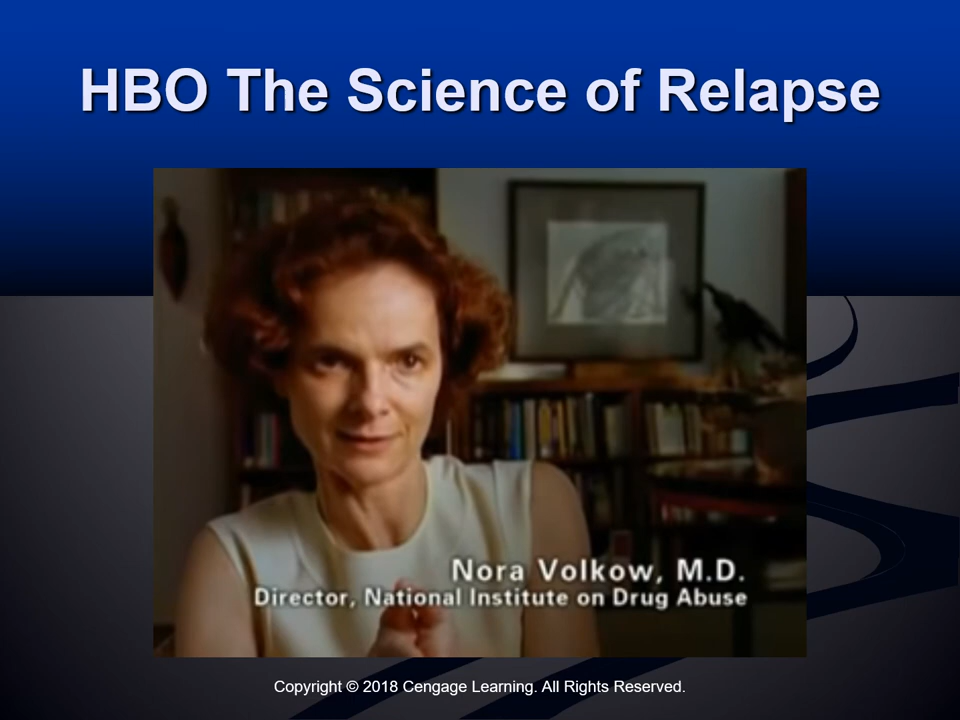 HBO The Science of Relapse
Nora Volkow, M.D.
Director, National Institute on Drug Abuse
Copyright © 2018 Cengage Learning. All Rights Reserved.